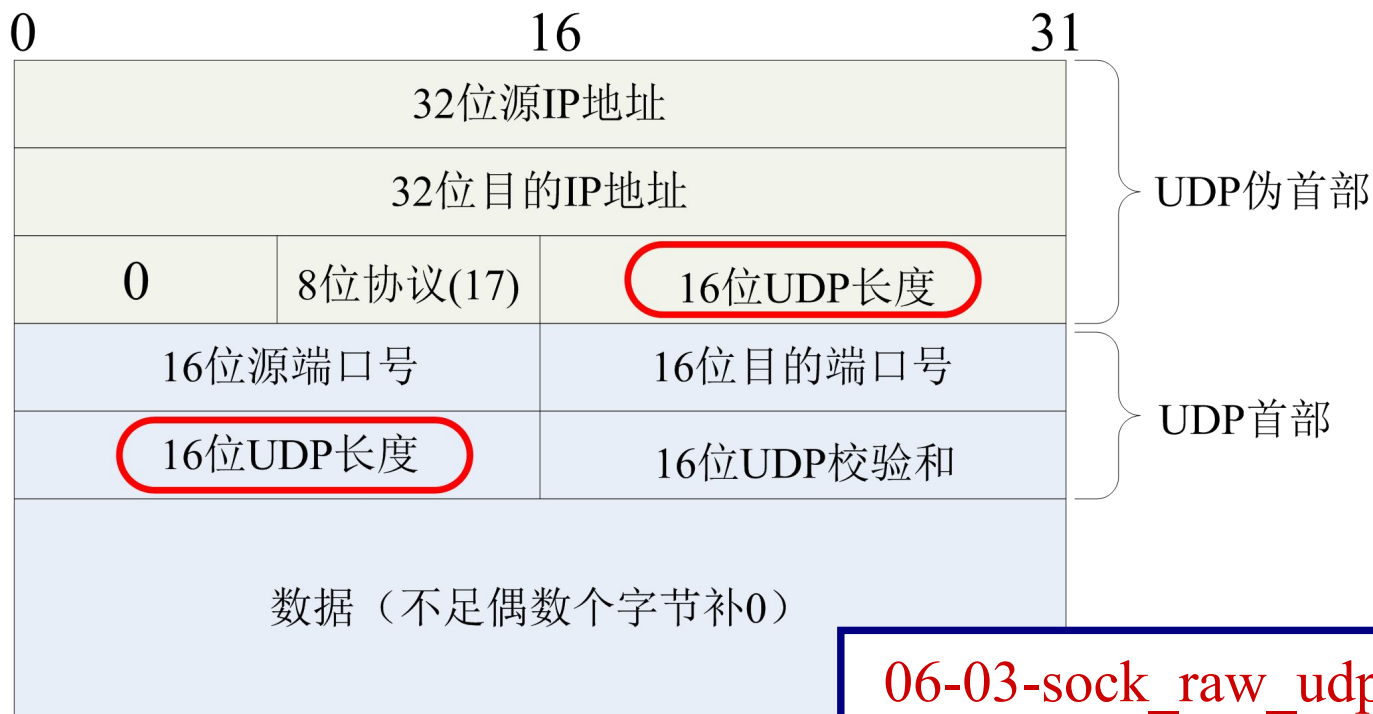 0 16 31
32位源IP地址
32位目的IP地址
UDP伪首部
0 8位协议(17) 16位UDP长度
16位源端口号 16位目的端口号
UDP首部
16位UDP长度 16位UDP校验和
数据（不足偶数个字节补0）
06-03-sock_raw_udp